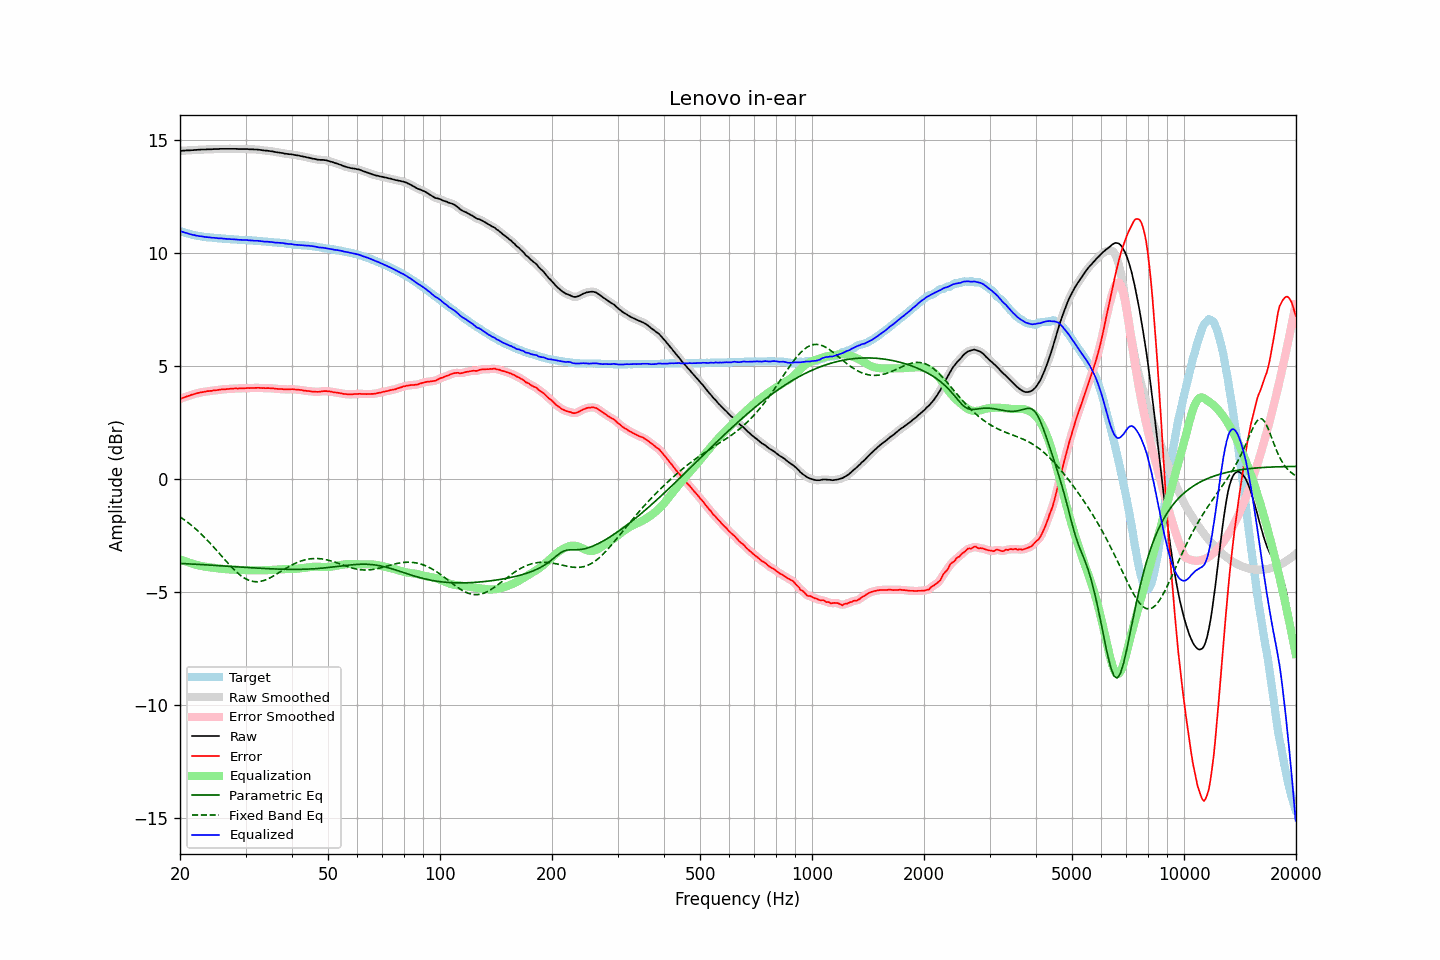 Lenovo in-ear
Amplitude (dBr)
15
10
5
0
−5
−10
−15
Target
Raw Smoothed
Error Smoothed
Raw
Error
Equalization
Parametric Eq
Fixed Band Eq
Equalized
20 50 100 200 500 1000 2000 5000 10000 20000
Frequency (Hz)